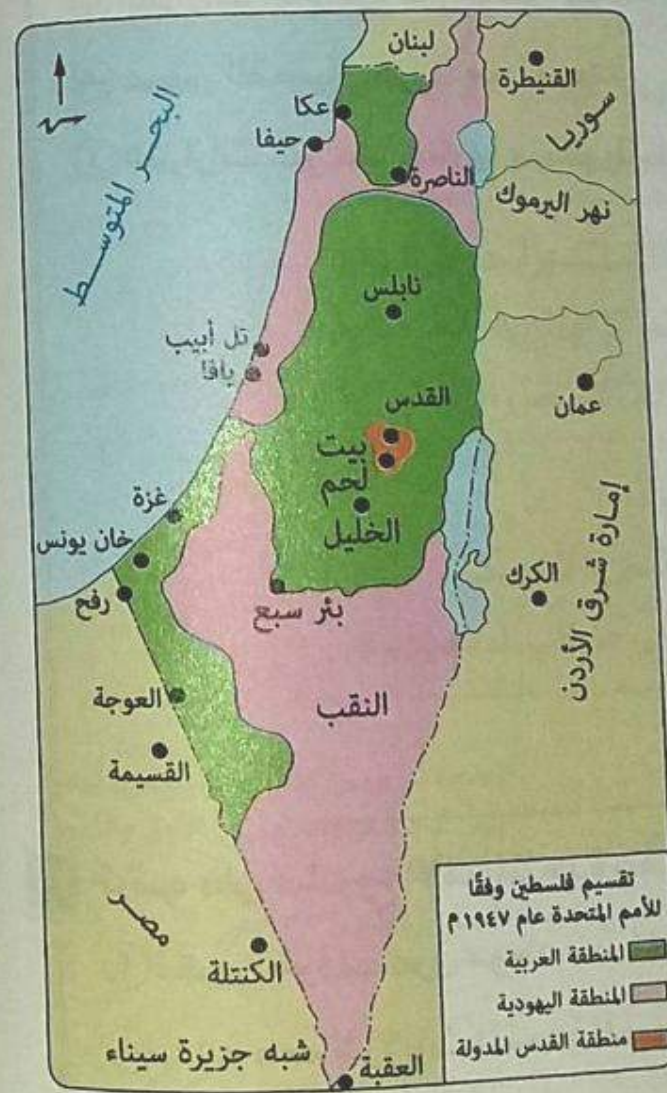 لبنان
القنيطرة
سوريا
عكا
حيفا
البحر المتوسط
الناصرة
نهر اليرموك
نابلس
تل أبيب
يافا
القدس
عمان
بيت
لحم
غزة
الخليل
خان يونس
إمارة شرق الأردن
الكرك
رفح
بئر سبع
النقب
العوجة
القسيمة
تقسيم فلسطين وفقًا
للأمم المتحدة عام ١٩٤٧م
مصر
المنطقة العربية
الكنتلة
المنطقة اليهودية
منطقة القدس المدولة
شبه جزيرة سيناء
العقبة